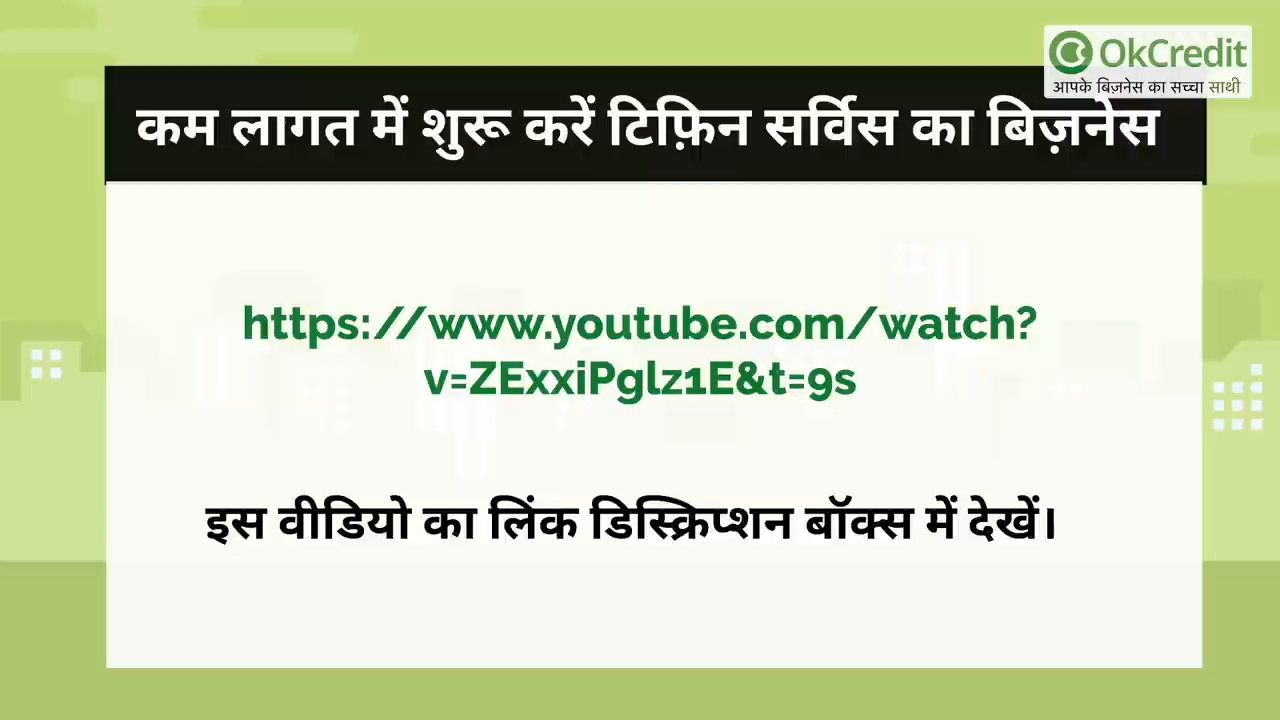 OkCredit
आपके बिज़नेस का सच्चा साथी
कम लागत में शुरू करें टिफ़िन सर्विस का बिज़नेस
https://www.youtube.com/watch?
v=ZExxiPglz1E&t=9s
इस वीडियो का लिंक डिस्क्रिप्शन बॉक्स में देखें।